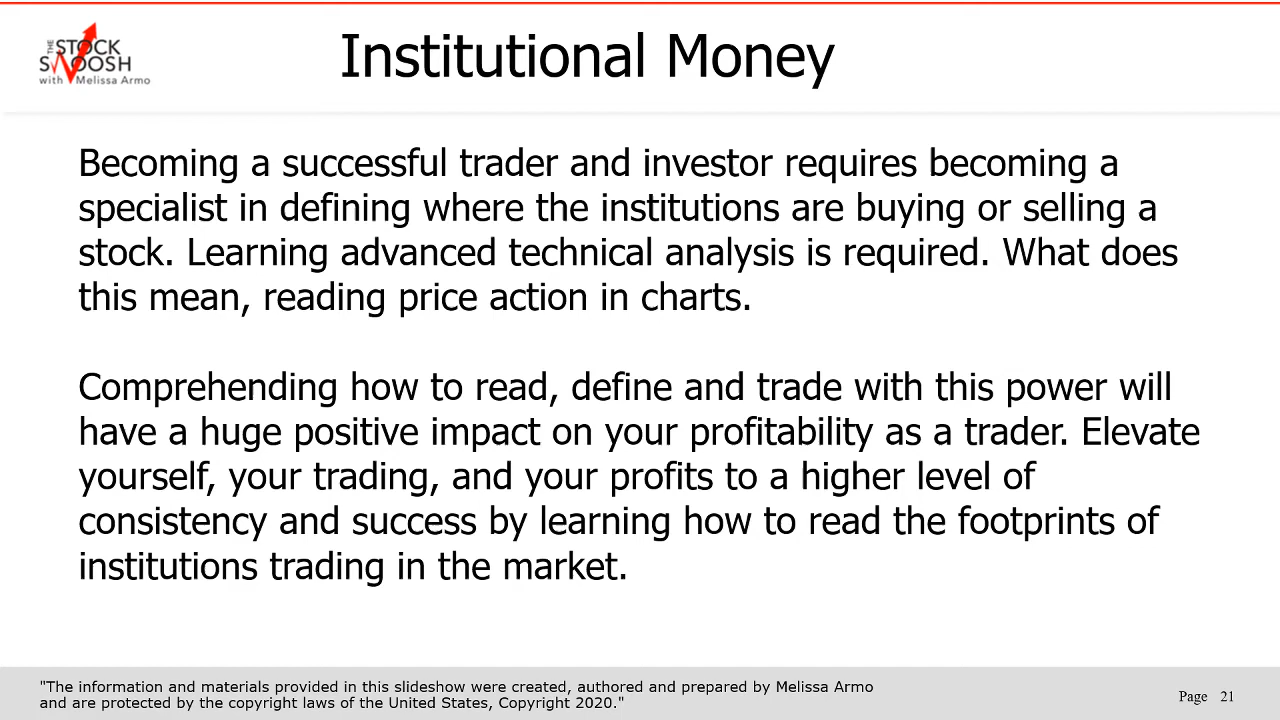 THE
STOCK
SWOOSH
with Melissa Armo
Institutional Money
Becoming a successful trader and investor requires becoming a
specialist in defining where the institutions are buying or selling a
stock. Learning advanced technical analysis is required. What does
this mean, reading price action in charts.
Comprehending how to read, define and trade with this power will
have a huge positive impact on your profitability as a trader. Elevate
yourself, your trading, and your profits to a higher level of
consistency and success by learning how to read the footprints of
institutions trading in the market.
"The information and materials provided in this slideshow were created, authored and prepared by Melissa Armo
and are protected by the copyright laws of the United States, Copyright 2020."
Page 21